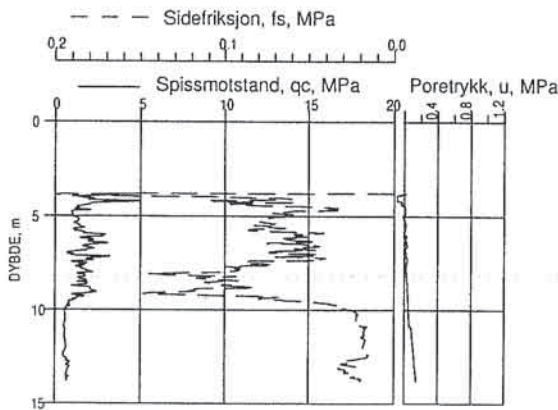 Sidefriksjon, fs, MPa
0,2 0,1 0,0
Spissmotstand, qc, MPa Poretrykk, u, MPa
0 5 10 15 20 0.4 0.8 1.2
0
5
10
15
DYBDE, m